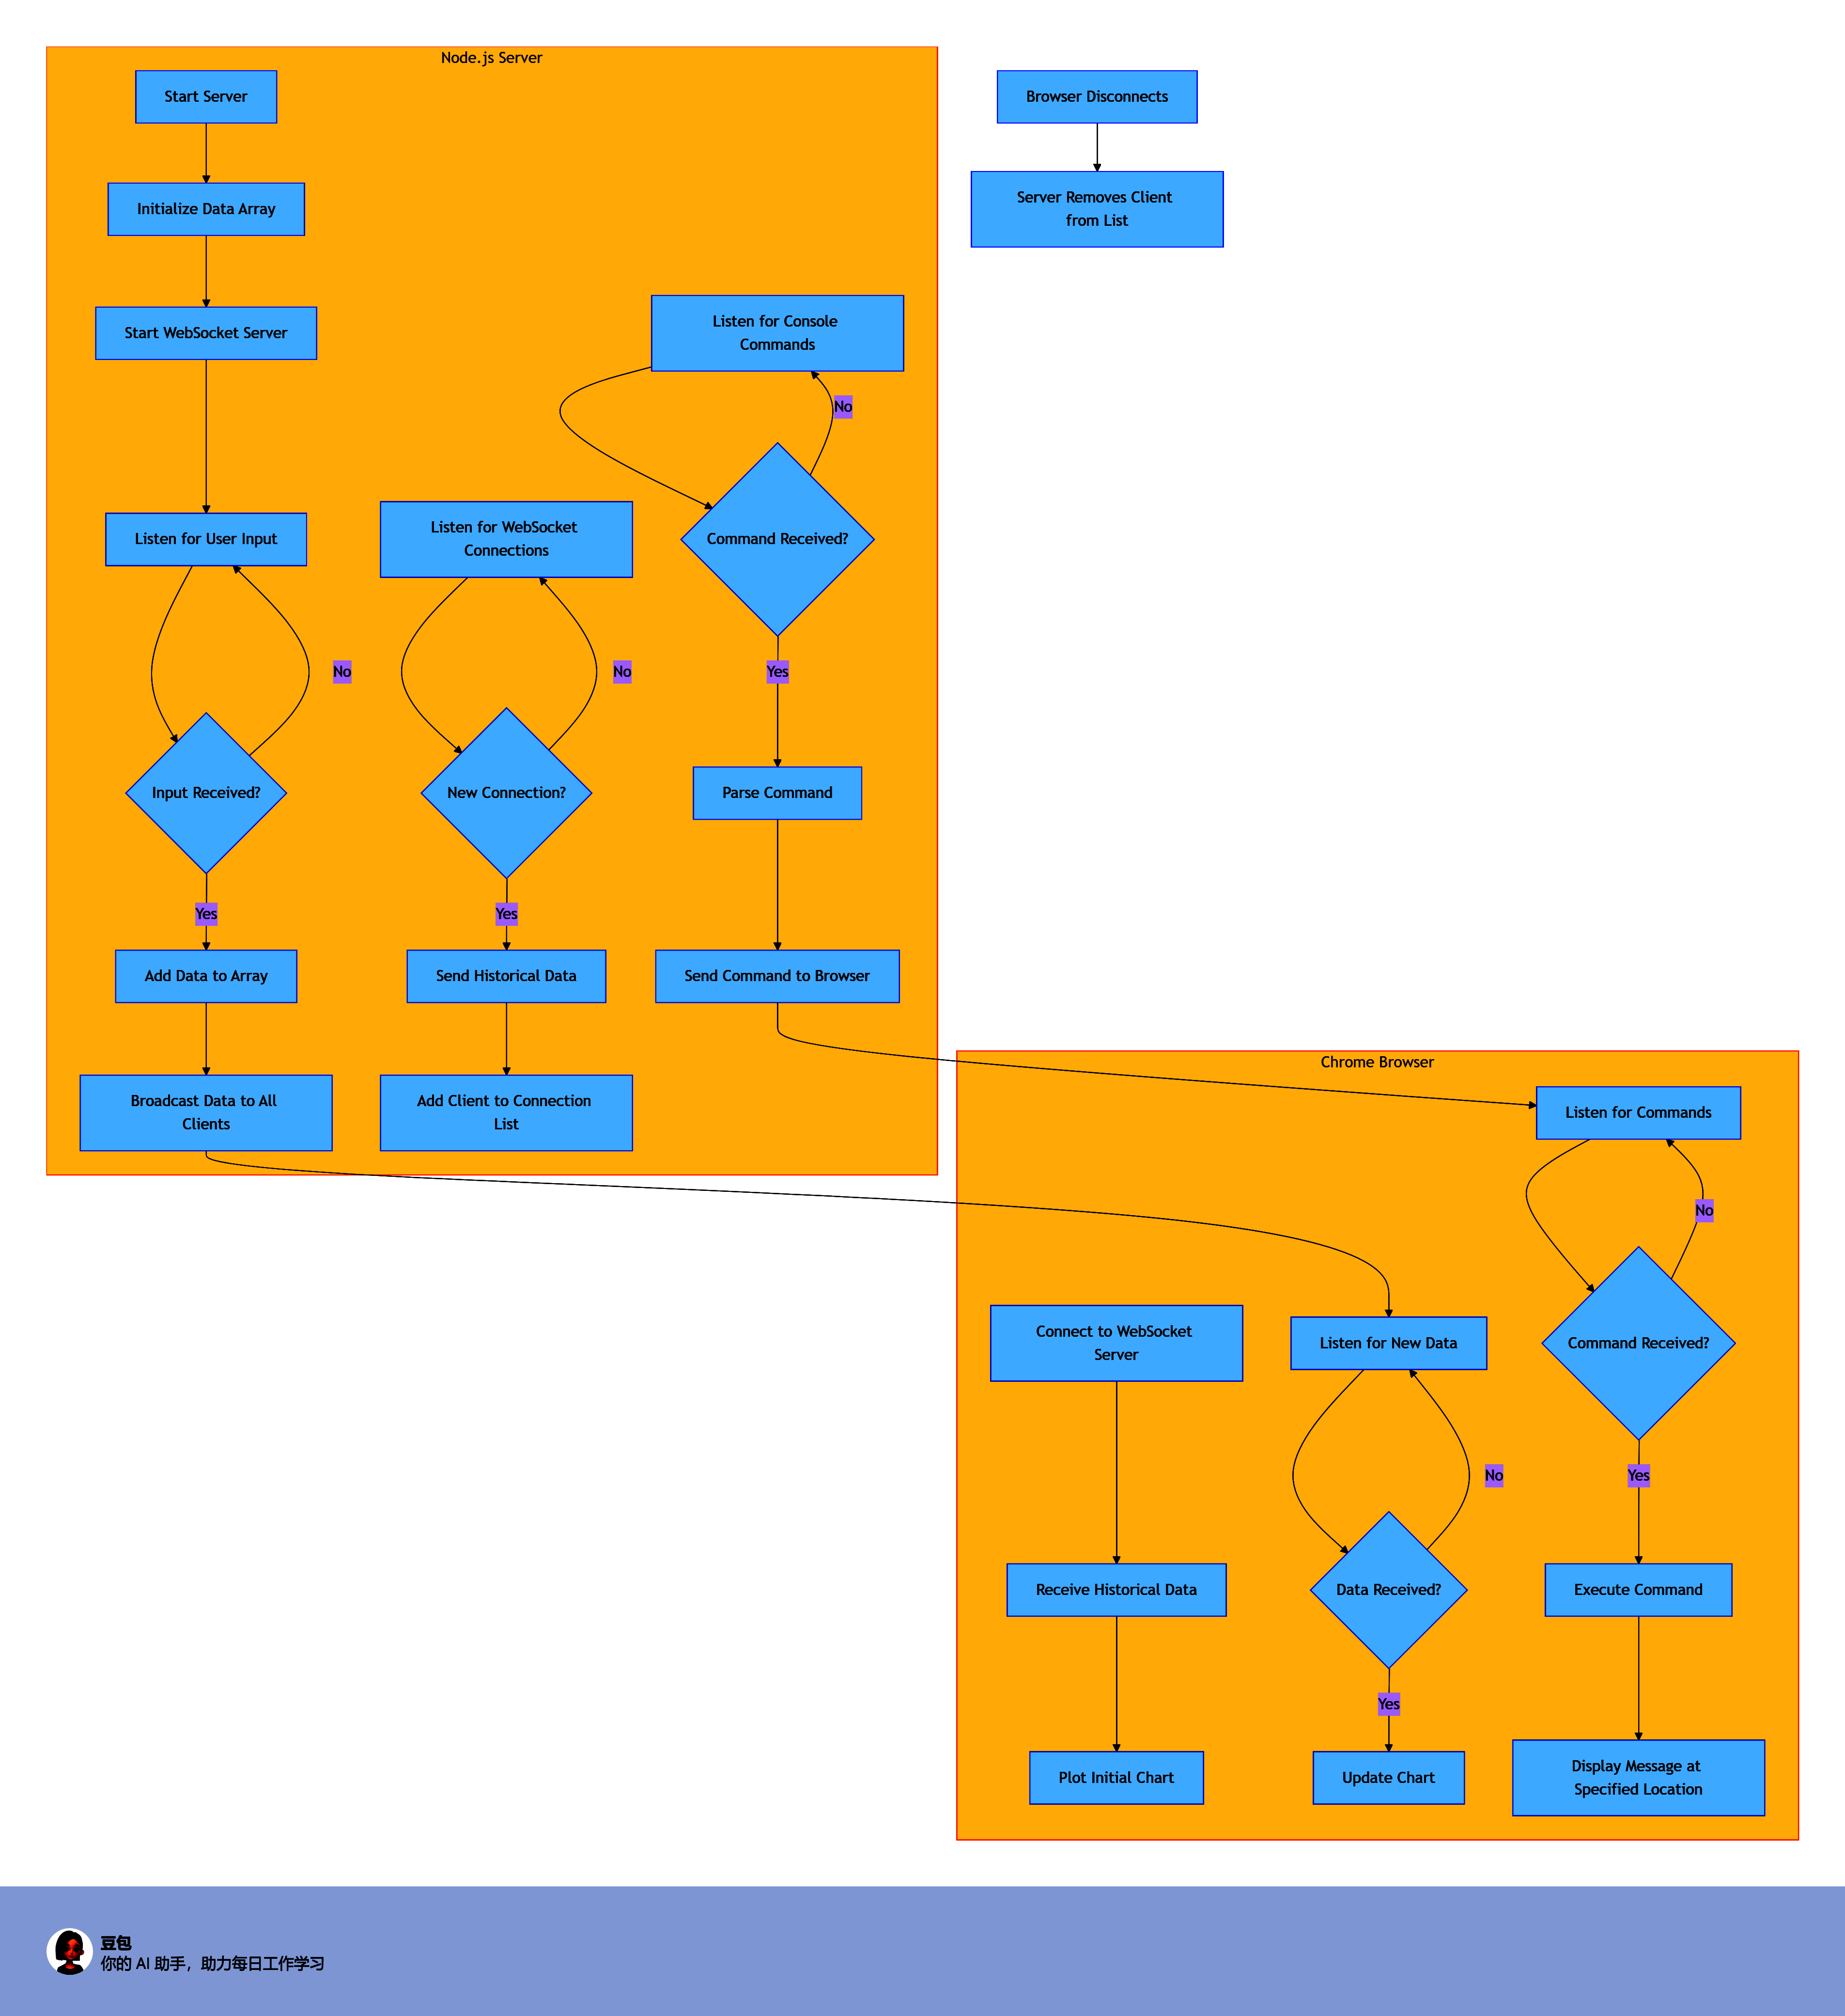 Node.js Server
Start Server
Initialize Data Array
Start WebSocket Server
Listen for User Input
No
Input Received?
Yes
Add Data to Array
Broadcast Data to All
Clients
Listen for WebSocket
Connections
No
New Connection?
Yes
Send Historical Data
Add Client to Connection
List
Listen for Console
Commands
No
Command Received?
Yes
Parse Command
Send Command to Browser
Browser Disconnects
Server Removes Client
from List
Chrome Browser
Connect to WebSocket
Server
Receive Historical Data
Plot Initial Chart
Listen for New Data
No
Data Received?
Yes
Update Chart
Listen for Commands
No
Command Received?
Yes
Execute Command
Display Message at
Specified Location
豆包
你的 AI 助手，助力每日工作学习